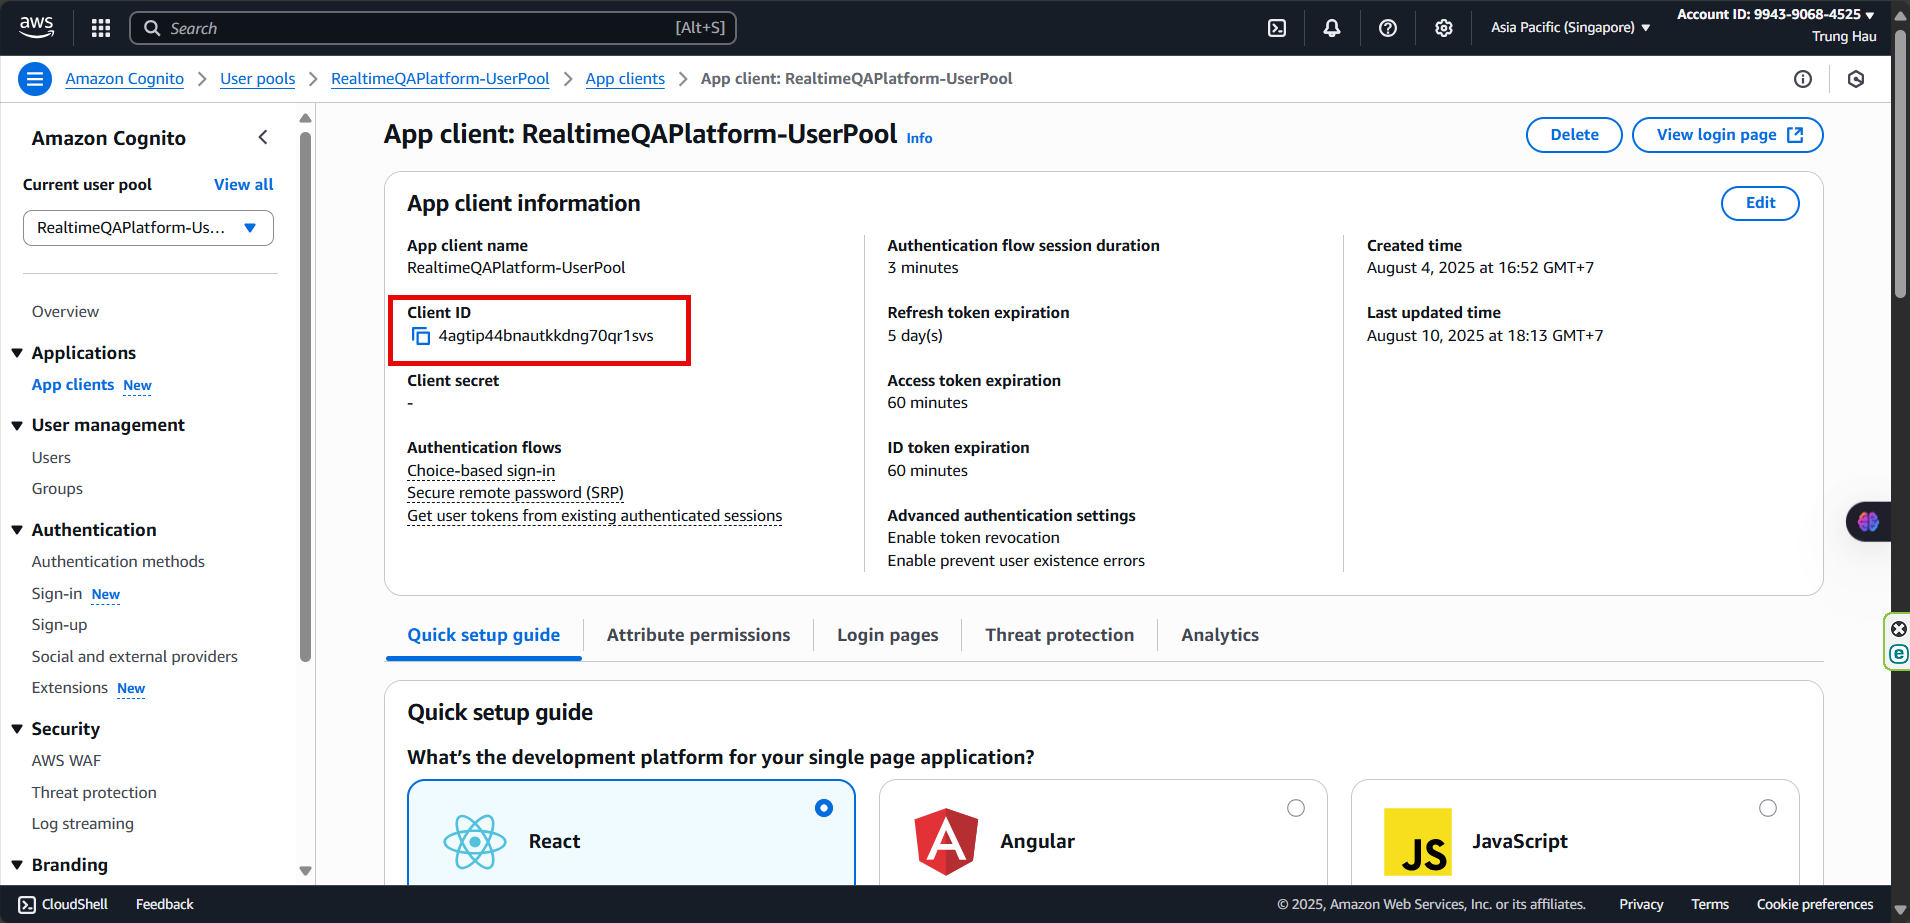 aws
Search
[Alt+S]
Asia Pacific (Singapore)
Account ID: 9943-9068-4525
Trung Hau
Amazon Cognito
User pools
RealtimeQAPlatform-UserPool
App clients
App client: RealtimeQAPlatform-UserPool
Amazon Cognito
Current user pool
View all
RealtimeQAPlatform-Us...
Overview
Applications
App clients New
User management
Users
Groups
Authentication
Authentication methods
Sign-in New
Sign-up
Social and external providers
Extensions New
Security
AWS WAF
Threat protection
Log streaming
Branding
App client: RealtimeQAPlatform-UserPool Info
Delete
View login page
App client information
Edit
App client name
RealtimeQAPlatform-UserPool
Client ID
4agtip44bnautkkdng70qr1svs
Client secret
-
Authentication flows
Choice-based sign-in
Secure remote password (SRP)
Get user tokens from existing authenticated sessions
Authentication flow session duration
3 minutes
Refresh token expiration
5 day(s)
Access token expiration
60 minutes
ID token expiration
60 minutes
Advanced authentication settings
Enable token revocation
Enable prevent user existence errors
Created time
August 4, 2025 at 16:52 GMT+7
Last updated time
August 10, 2025 at 18:13 GMT+7
Quick setup guide
Attribute permissions
Login pages
Threat protection
Analytics
Quick setup guide
What's the development platform for your single page application?
React
A
Angular
JS
JavaScript
e
CloudShell
Feedback
© 2025, Amazon Web Services, Inc. or its affiliates.
Privacy
Terms
Cookie preferences